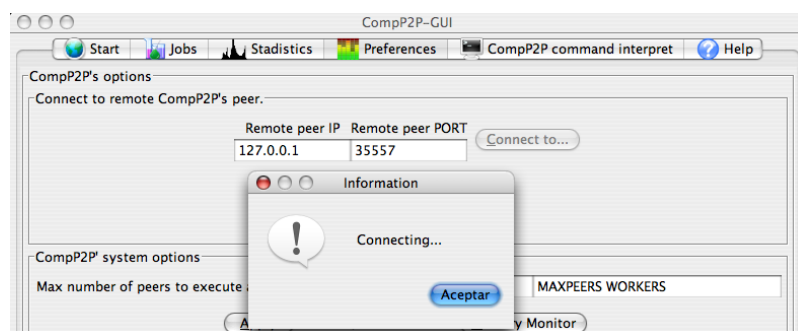 CompP2P-GUI
Start Jobs Stadistics Preferences CompP2P command interpret Help
CompP2P's options
Connect to remote CompP2P's peer.
Remote peer IP Remote peer PORT
127.0.0.1 35557 Connect to...
Information
Connecting...
CompP2P' system options
Max number of peers to execute MAXPEERS WORKERS
Aceptar
Monitor